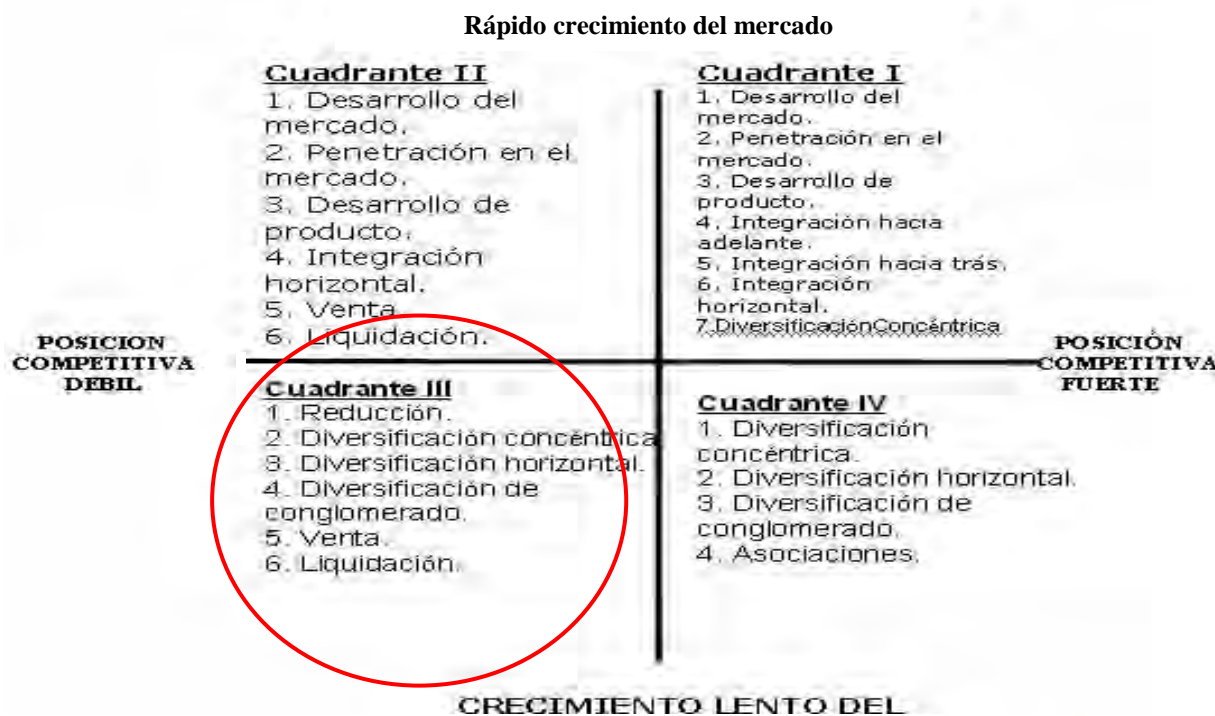 Rápido crecimiento del mercado
Cuadrante II
1. Desarrollo del
mercado.
2. Penetración en el
mercado.
3. Desarrollo de
producto.
4. Integración
horizontal.
5. Venta
6. Liquidación.
Cuadrante I
1. Desarrollo del
mercado.
2. Penetración en el
mercado.
3. Desarrollo de
producto.
4. Integración hacia
adelante.
5. Integración hacia trás.
6. Integración
horizontal.
7.DiversificaciónConcéntrica
POSICION
COMPETITIVA
DEBIL
POSICIÓN
COMPETITIVA
FUERTE
Cuadrante III
1. Reducción.
2. Diversificación concéntrica
3. Diversificación horizontal.
4. Diversificación de
conglomerado.
5. Venta.
6. Liquidación.
Cuadrante IV
1. Diversificación
concéntrica.
2. Diversificación horizontal.
3. Diversificación de
conglomerado.
4. Asociaciones.
CRECIMIENTO LENTO DEL